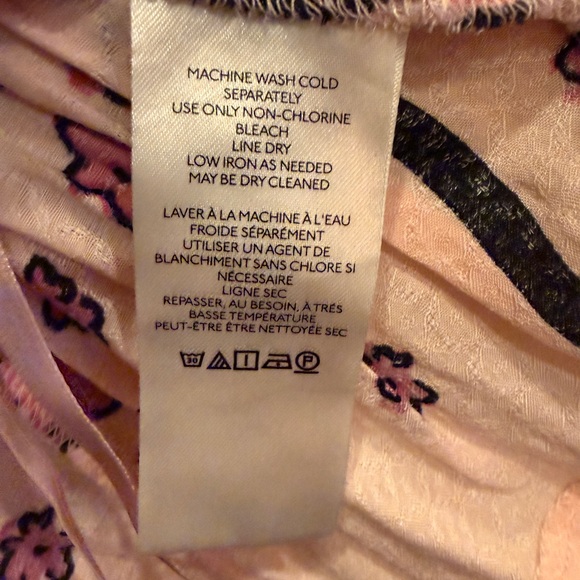 MACHINE WASH COLD
SEPARATELY
USE ONLY NON-CHLORINE
BLEACH
LINE DRY
LOW IRON AS NEEDED
MAY BE DRY CLEANED
LAVER À LA MACHINE À L'EAU
FROIDE SÉPARÉMENT
UTILISER UN AGENT DE
BLANCHIMENT SANS CHLORE SI
NÉCESSAIRE
LIGNE SEC
REPASSER, AU BESOIN, À TRÉS
BASSE TEMPÉRATURE
PEUT-ÊTRE ÊTRE NETTOYÉE SEC
30 P